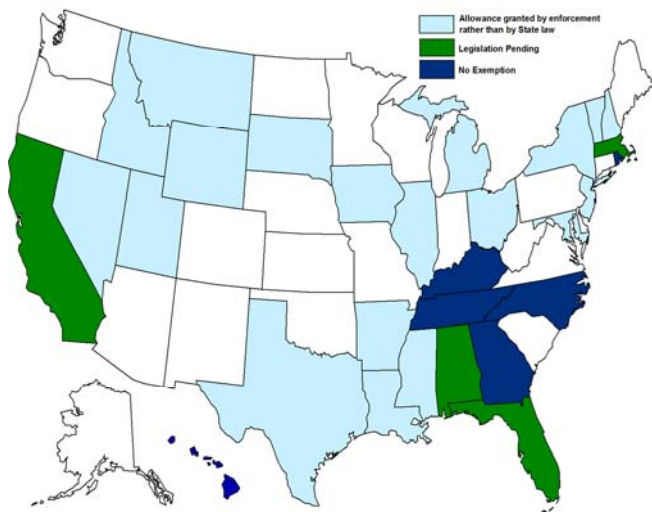 Allowance granted by enforcement
rather than by State law
Legislation Pending
No Exemption